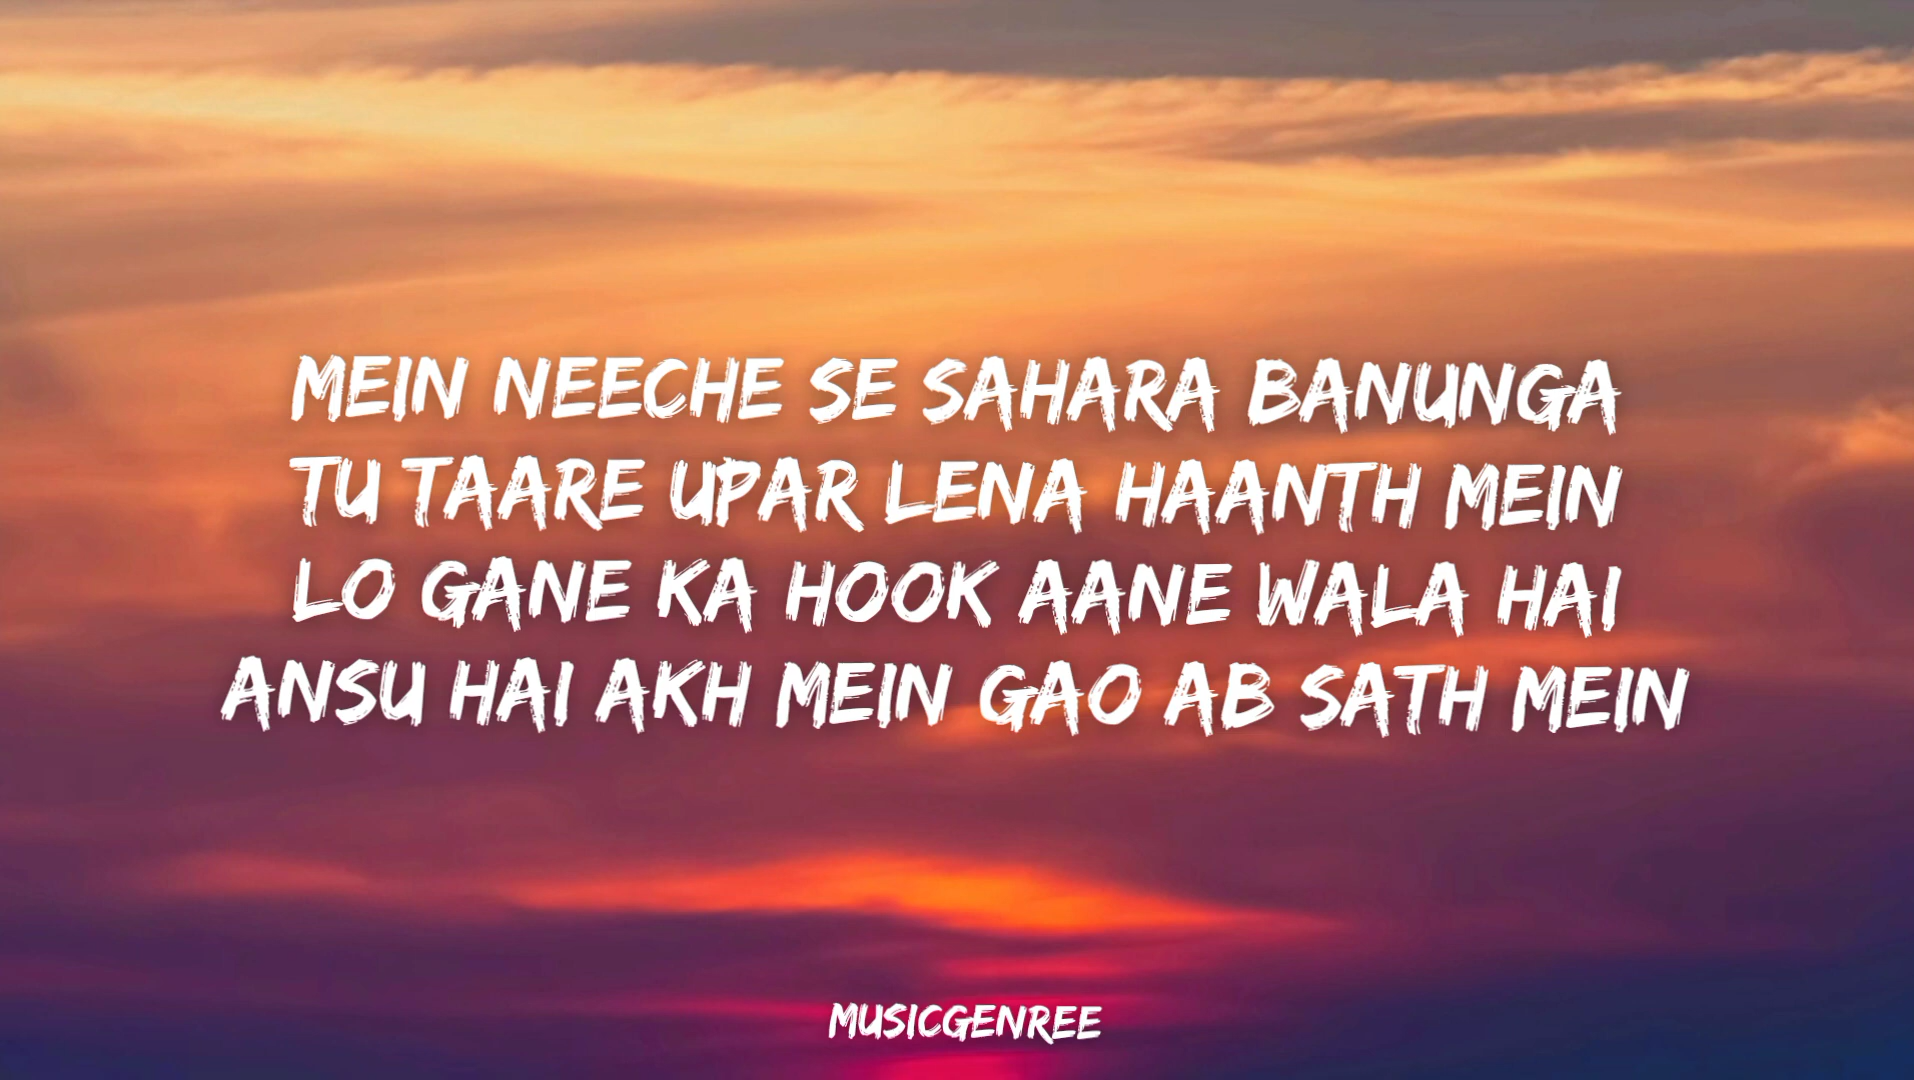 MEIN NEECHE SE SAHARA BANUNGA
TU TAARE UPAR LENA HAANTH MEIN
LO GANE KA HOOK AANE WALA HAI
ANSU HAI AKH MEIN GAO AB SATH MEIN
MUSICGENREE